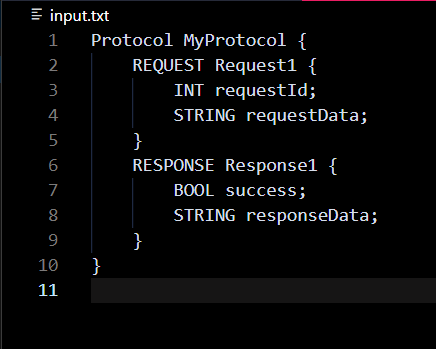 input.txt
1 Protocol MyProtocol {
2     REQUEST Request1 {
3         INT requestId;
4         STRING requestData;
5     }
6     RESPONSE Response1 {
7         BOOL success;
8         STRING responseData;
9     }
10 }
11